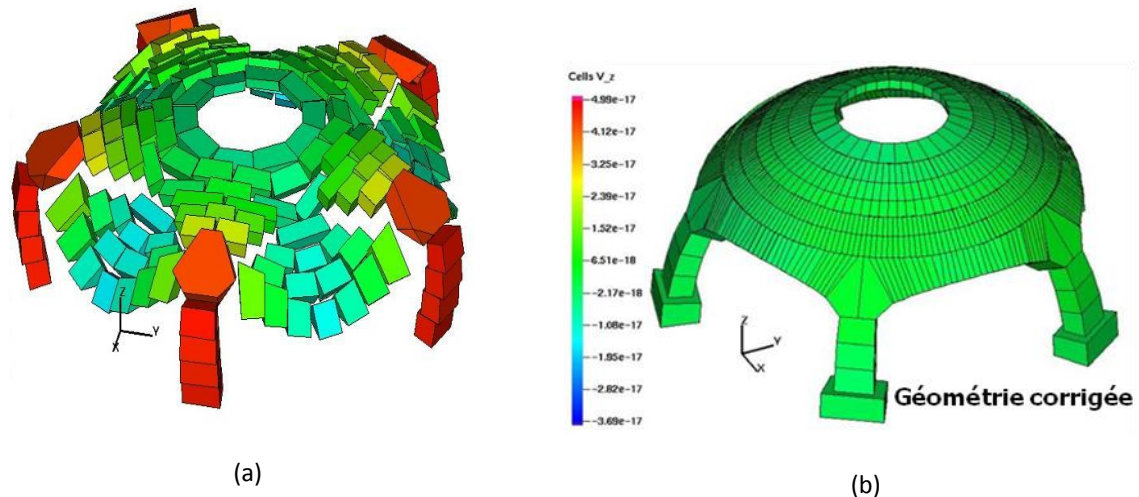 Z
Y
X
(a)
Cells V_z
4.99e-17
4.12e-17
3.25e-17
2.39e-17
1.52e-17
6.51e-18
-2.17e-18
-1.08e-17
-1.95e-17
-2.82e-17
-3.69e-17
Z
Y
X
Géométrie corrigée
(b)